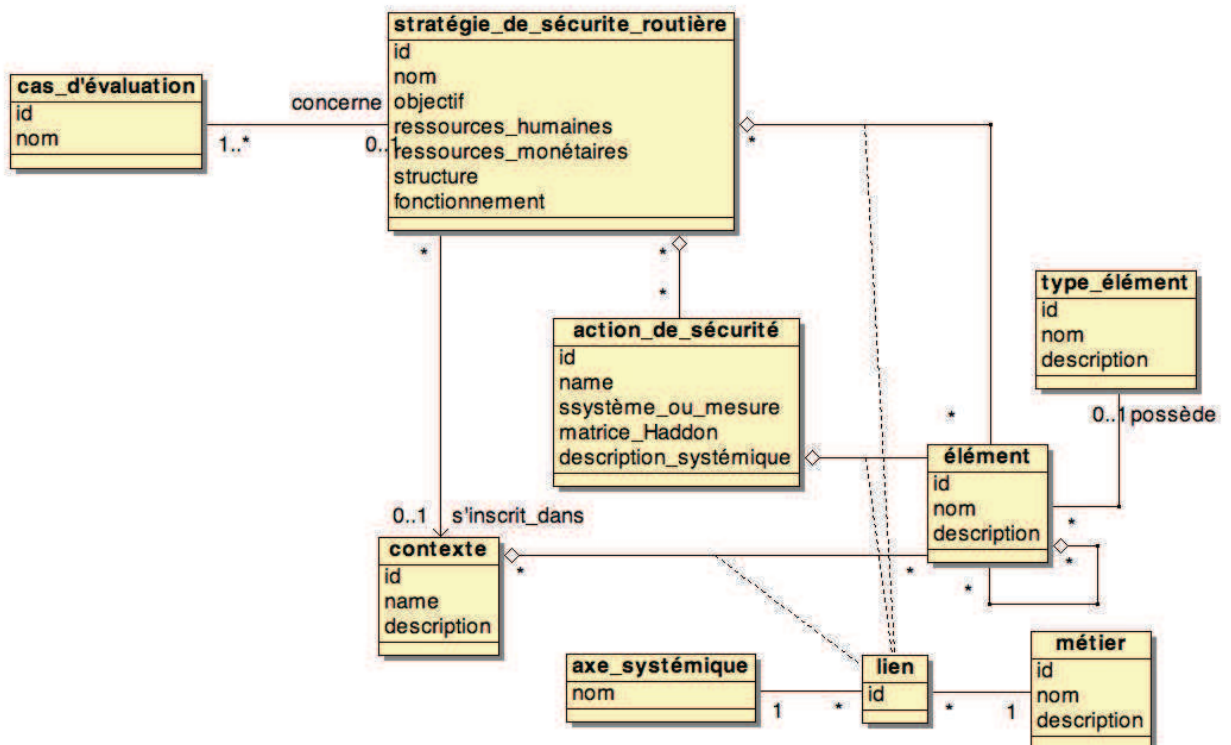 stratégie_de_sécurite_routière
id
nom
objectif
ressources_humaines
ressources_monétaires
structure
fonctionnement
cas_d'évaluation
id
nom
concerne
1..*
0..1
*
*
*
*
type_élément
id
nom
description
0..1 possède
action_de_sécurité
id
name
ssystème_ou_mesure
matrice_Haddon
description_systémique
*
élément
id
nom
description
*
*
*
0..1 s'inscrit_dans
contexte
id
name
description
*
*
axe_systémique
nom
1
*
lien
id
*
1
métier
id
nom
description